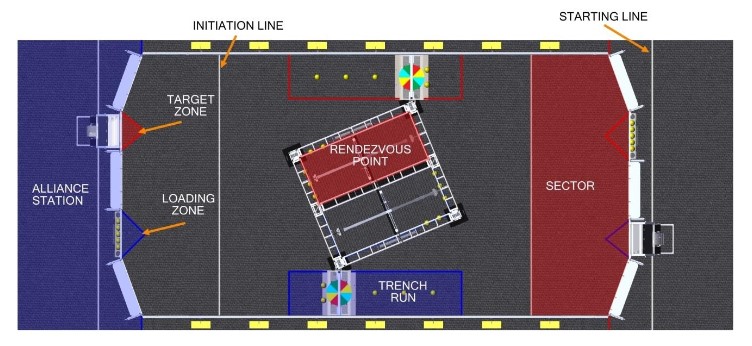 INITIATION LINE
STARTING LINE
TARGET
ZONE
RENDEZVOUS
POINT
ALLIANCE
STATION
LOADING
ZONE
SECTOR
TRENCH
RUN